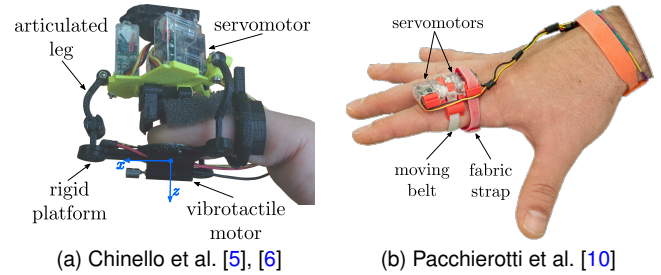 articulated
leg
servomotor
x
z
rigid
platform
vibrotactile
motor
(a) Chinello et al. [5], [6]
servomotors
moving
belt
fabric
strap
(b) Pacchierotti et al. [10]